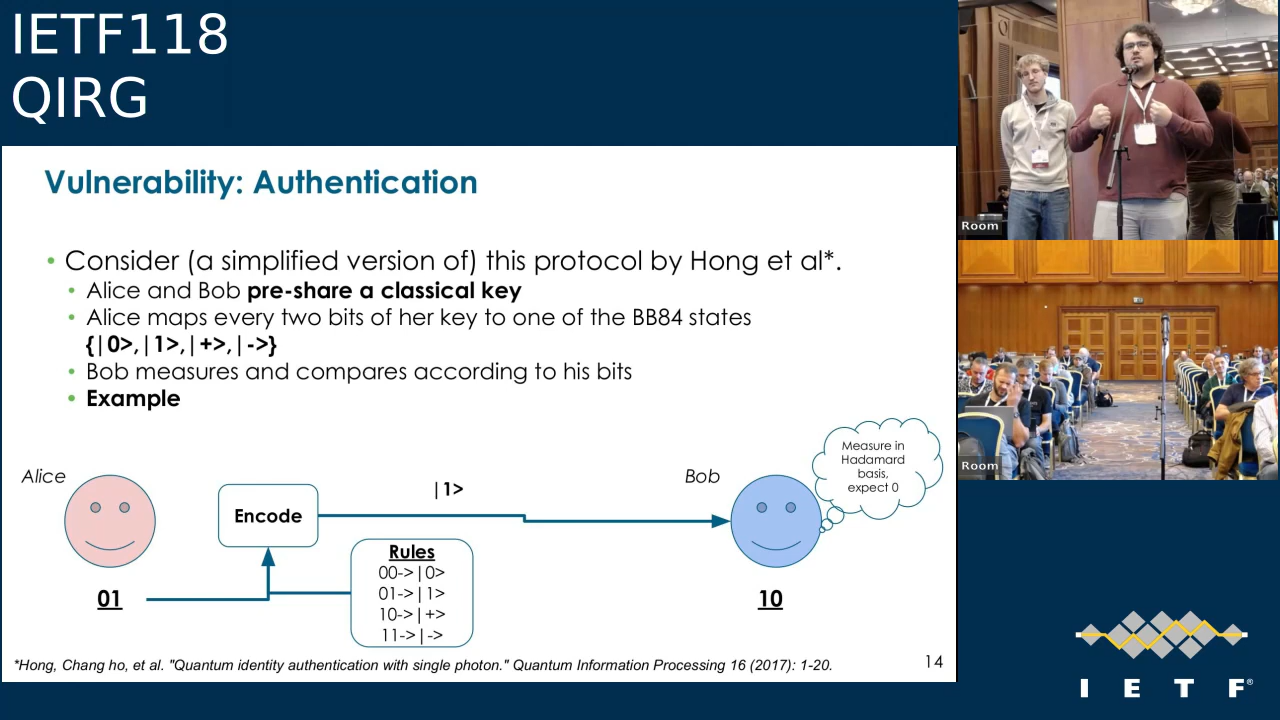 IETF118
QIRG
Vulnerability: Authentication
• Consider (a simplified version of) this protocol by Hong et al*.
• Alice and Bob pre-share a classical key
• Alice maps every two bits of her key to one of the BB84 states
{|0>,|1>,|+>,|->}
• Bob measures and compares according to his bits
• Example
Alice
Encode
|1>
Bob
Measure in
Hadamard
basis,
expect 0
Rules
00->|0>
01->|1>
10->|+>
11->|->
01
10
*Hong, Chang ho, et al. "Quantum identity authentication with single photon." Quantum Information Processing 16 (2017): 1-20.
14
Room
Room
I E T F®